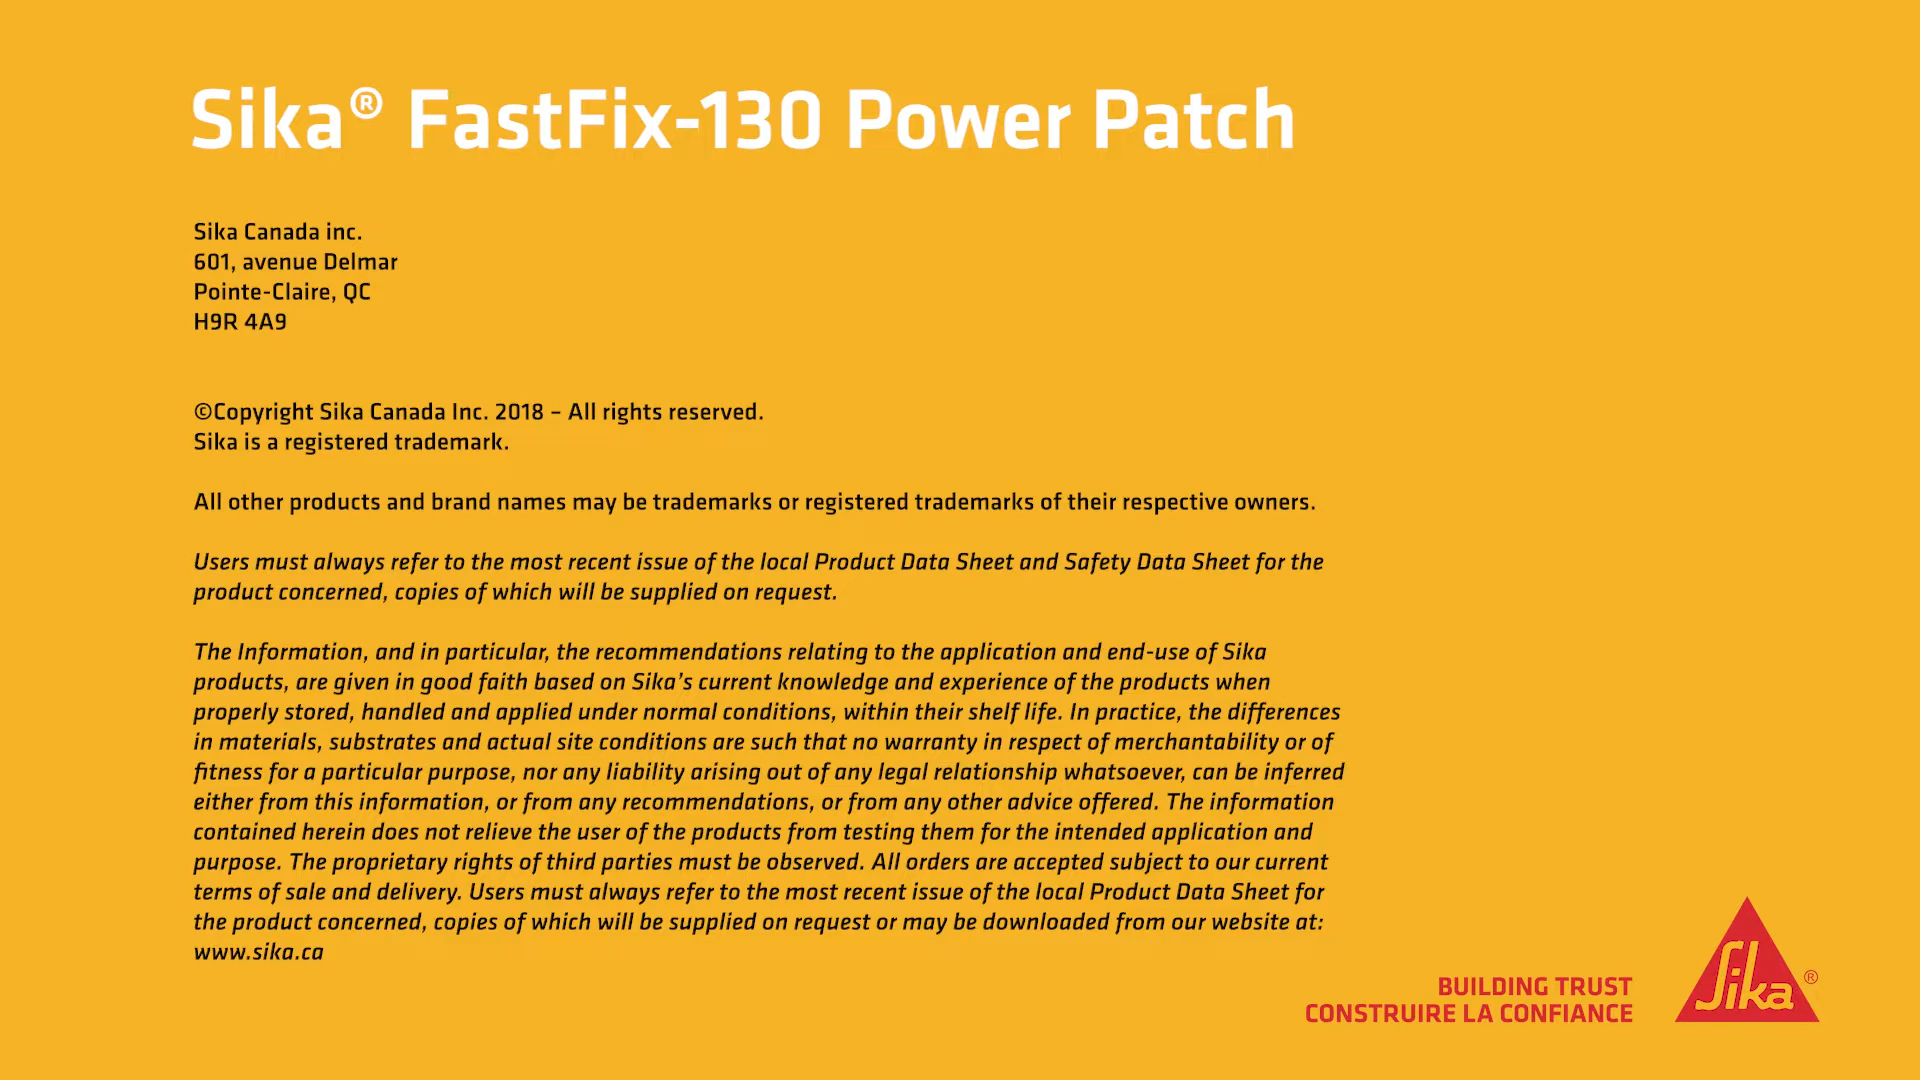 Sika® FastFix-130 Power Patch
Sika Canada inc.
601, avenue Delmar
Pointe-Claire, QC
H9R 4A9
©Copyright Sika Canada Inc. 2018 – All rights reserved.
Sika is a registered trademark.
All other products and brand names may be trademarks or registered trademarks of their respective owners.
Users must always refer to the most recent issue of the local Product Data Sheet and Safety Data Sheet for the
product concerned, copies of which will be supplied on request.
The Information, and in particular, the recommendations relating to the application and end-use of Sika
products, are given in good faith based on Sika’s current knowledge and experience of the products when
properly stored, handled and applied under normal conditions, within their shelf life. In practice, the differences
in materials, substrates and actual site conditions are such that no warranty in respect of merchantability or of
fitness for a particular purpose, nor any liability arising out of any legal relationship whatsoever, can be inferred
either from this information, or from any recommendations, or from any other advice offered. The information
contained herein does not relieve the user of the products from testing them for the intended application and
purpose. The proprietary rights of third parties must be observed. All orders are accepted subject to our current
terms of sale and delivery. Users must always refer to the most recent issue of the local Product Data Sheet for
the product concerned, copies of which will be supplied on request or may be downloaded from our website at:
www.sika.ca
BUILDING TRUST
CONSTRUIRE LA CONFIANCE
Sika®